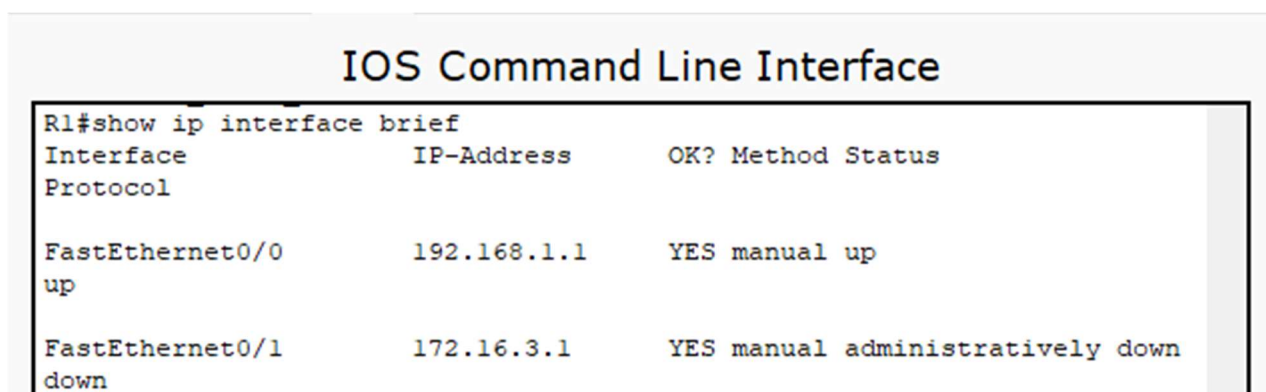 IOS Command Line Interface
R1#show ip interface brief
Interface IP-Address OK? Method Status
Protocol
FastEthernet0/0 192.168.1.1 YES manual up
up
FastEthernet0/1 172.16.3.1 YES manual administratively down
down